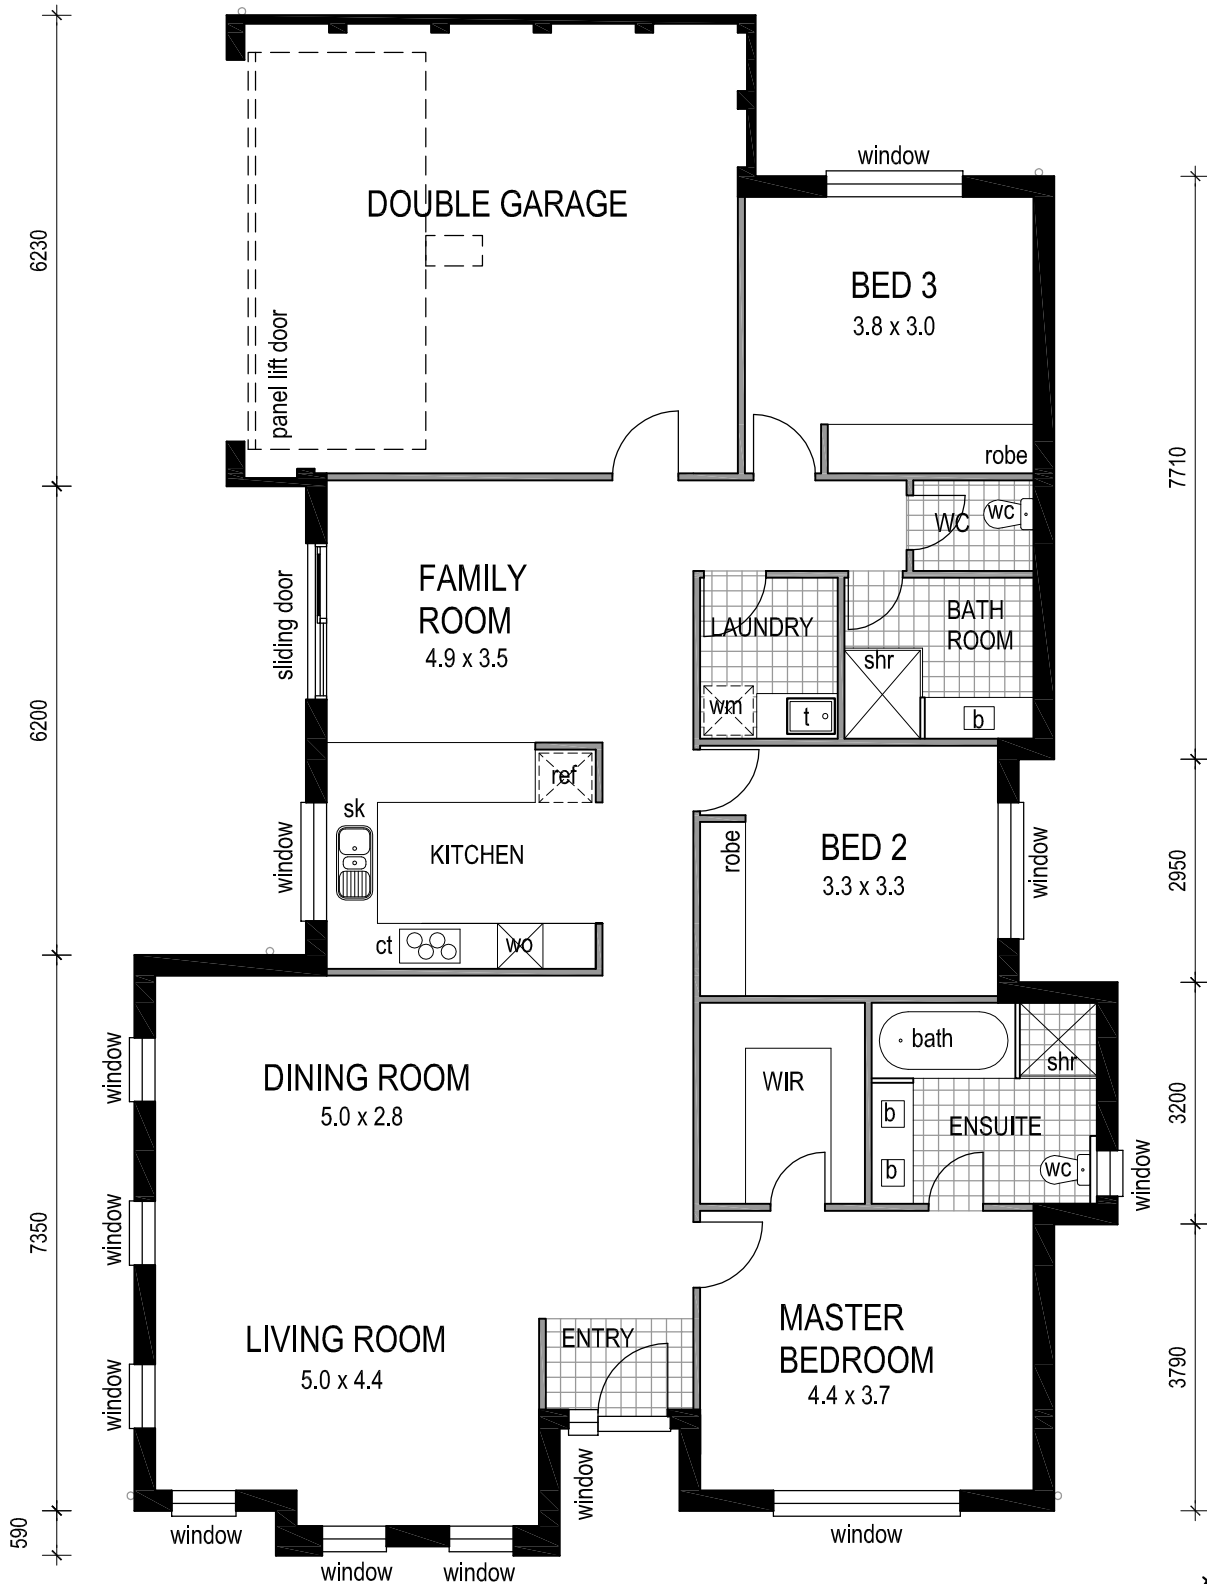 window
DOUBLE GARAGE
6230
BED 3
3.8 x 3.0
panel lift door
robe
7710
WC
wc
FAMILY
ROOM
4.9 x 3.5
sliding door
LAUNDRY
BATH
ROOM
shr
wm
t
b
6200
ref
sk
window
KITCHEN
robe
BED 2
3.3 x 3.3
window
2950
ct
wo
window
DINING ROOM
5.0 x 2.8
WIR
bath
shr
b
ENSUITE
b
wc
window
3200
window
7350
LIVING ROOM
5.0 x 4.4
ENTRY
MASTER
BEDROOM
4.4 x 3.7
3790
window
window
590
window
window
window
window